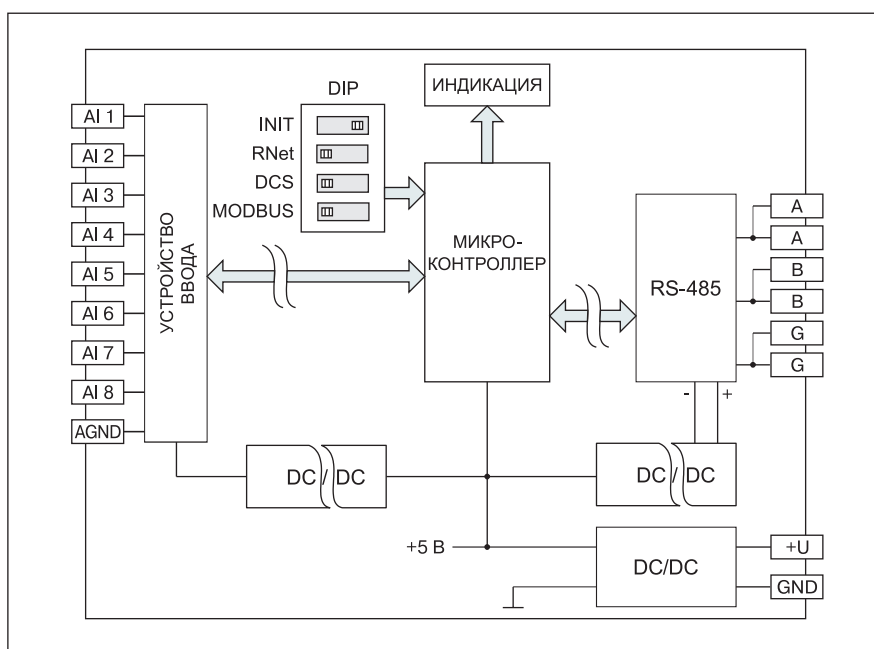 DIP
ИНДИКАЦИЯ
INIT
RNet
DCS
MODBUS
AI 1
AI 2
AI 3
AI 4
AI 5
AI 6
AI 7
AI 8
AGND
УСТРОЙСТВО
ВВОДА
МИКРО-
КОНТРОЛЛЕР
RS-485
A
A
B
B
G
G
- +
DC / DC
DC / DC
+5 В
DC/DC
+U
GND